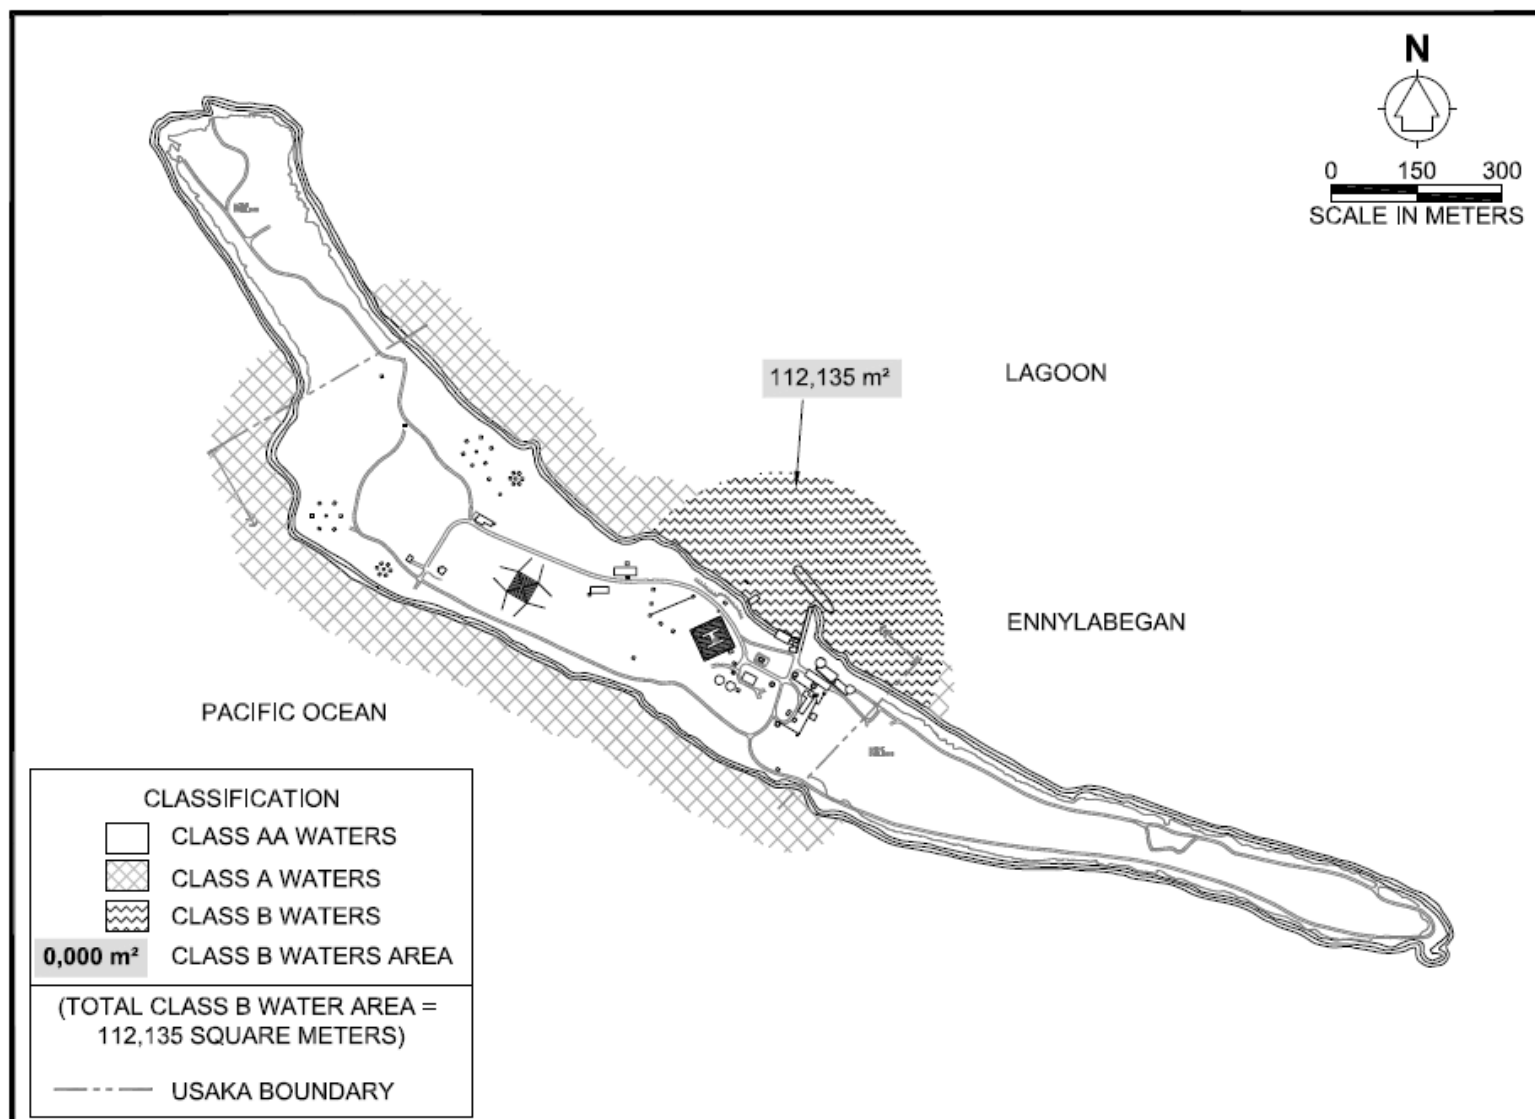 N
0 150 300
SCALE IN METERS
112,135 m²
LAGOON
ENNYLABEGAN
PACIFIC OCEAN
CLASSIFICATION
CLASS AA WATERS
CLASS A WATERS
CLASS B WATERS
0,000 m² CLASS B WATERS AREA
(TOTAL CLASS B WATER AREA =
112,135 SQUARE METERS)
USAKA BOUNDARY